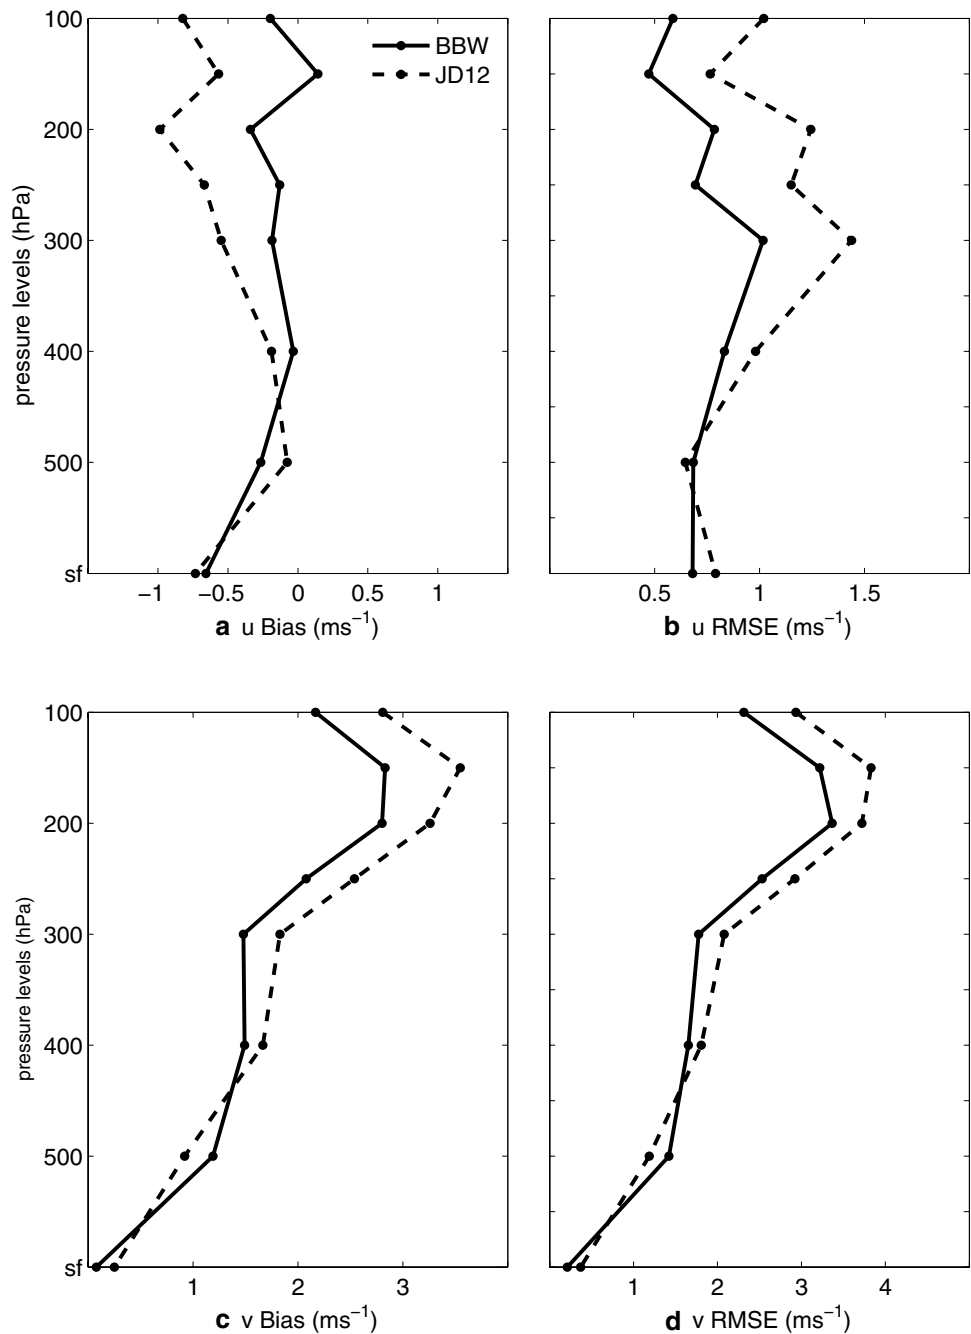 100
200
300
400
500
sf
pressure levels (hPa)
BBW
JD12
−1
−0.5
0
0.5
1
a u Bias (ms−1)
0.5
1
1.5
b u RMSE (ms−1)
100
200
300
400
500
sf
pressure levels (hPa)
1
2
3
c v Bias (ms−1)
1
2
3
4
d v RMSE (ms−1)